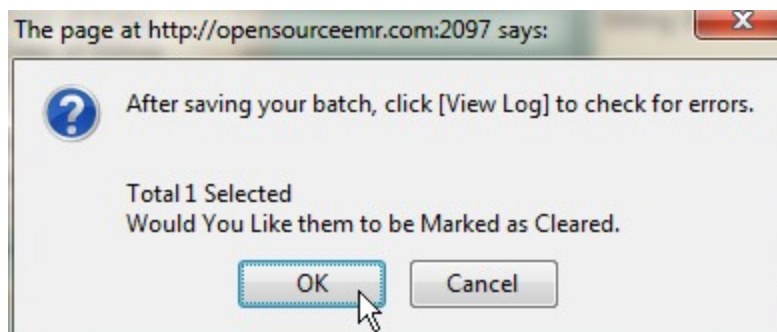 The page at http://opensourceemr.com:2097 says:
After saving your batch, click [View Log] to check for errors.
Total 1 Selected
Would You Like them to be Marked as Cleared.
OK
Cancel